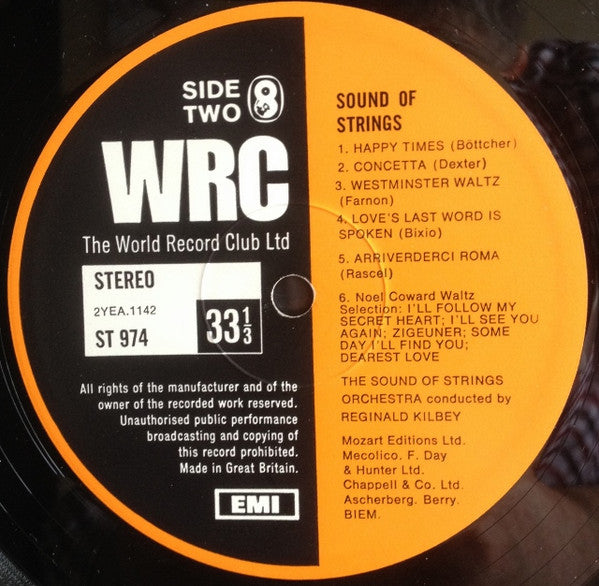 SIDE
TWO 8
WRC
The World Record Club Ltd
STEREO
2YEA.1142
ST 974
33⅓
All rights of the manufacturer and of the
owner of the recorded work reserved.
Unauthorised public performance
broadcasting and copying of
this record prohibited.
Made in Great Britain.
EMI
SOUND OF
STRINGS
1. HAPPY TIMES (Böttcher)
2. CONCETTA (Dexter)
3. WESTMINSTER WALTZ
(Farnon)
4. LOVE'S LAST WORD IS
SPOKEN (Bixio)
5. ARRIVERDERCI ROMA
(Rascel)
6. Noel Coward Waltz
Selection: I'LL FOLLOW MY
SECRET HEART; I'LL SEE YOU
AGAIN; ZIGEUNER; SOME
DAY I'LL FIND YOU;
DEAREST LOVE
THE SOUND OF STRINGS
ORCHESTRA conducted by
REGINALD KILBEY
Mozart Editions Ltd.
Mecolico. F. Day
& Hunter Ltd.
Chappell & Co. Ltd.
Ascherberg. Berry.
BIEM.